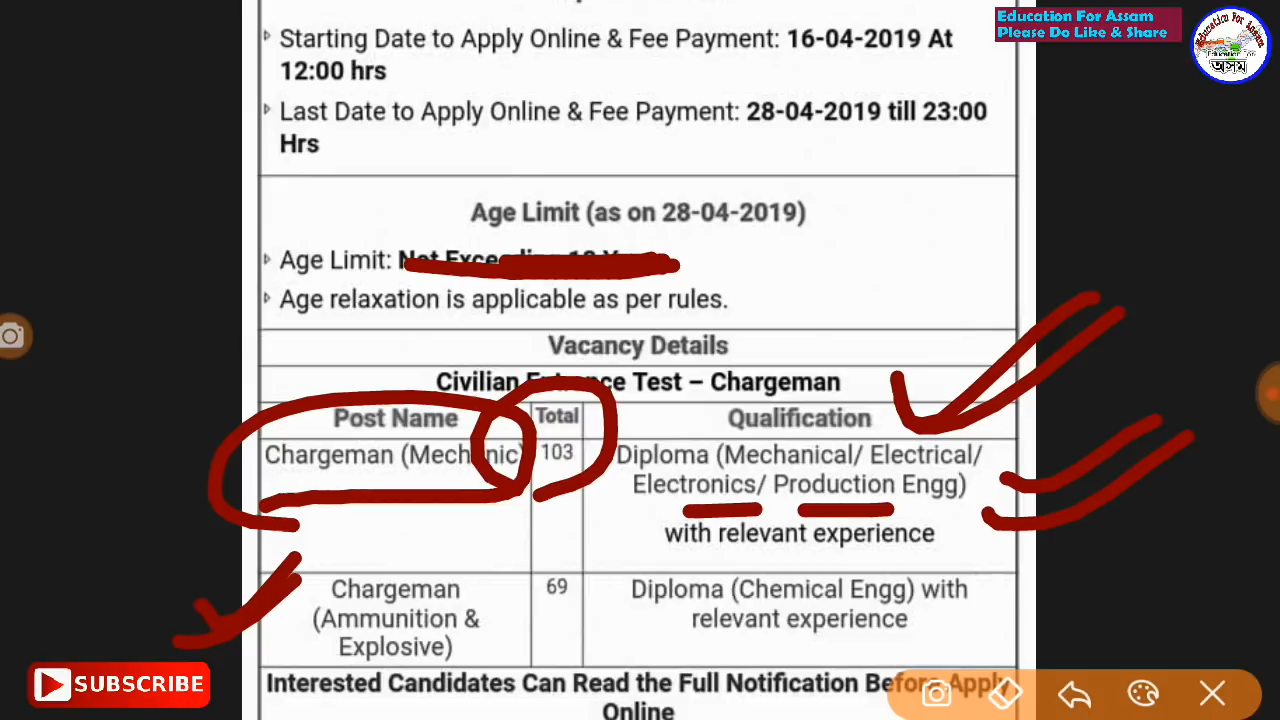 Education For Assam
Please Do Like & Share
Education For Assam
অসম
Starting Date to Apply Online & Fee Payment: 16-04-2019 At
12:00 hrs
Last Date to Apply Online & Fee Payment: 28-04-2019 till 23:00
Hrs
Age Limit (as on 28-04-2019)
Age Limit: Not Exceeding
Age relaxation is applicable as per rules.
Vacancy Details
Civilian Entrance Test – Chargeman
Post Name Total Qualification
Chargeman (Mechanic) 103 Diploma (Mechanical/ Electrical/
Electronics/ Production Engg)
with relevant experience
Chargeman 69 Diploma (Chemical Engg) with
(Ammunition & relevant experience
Explosive)
Interested Candidates Can Read the Full Notification Before Apply
Online
SUBSCRIBE